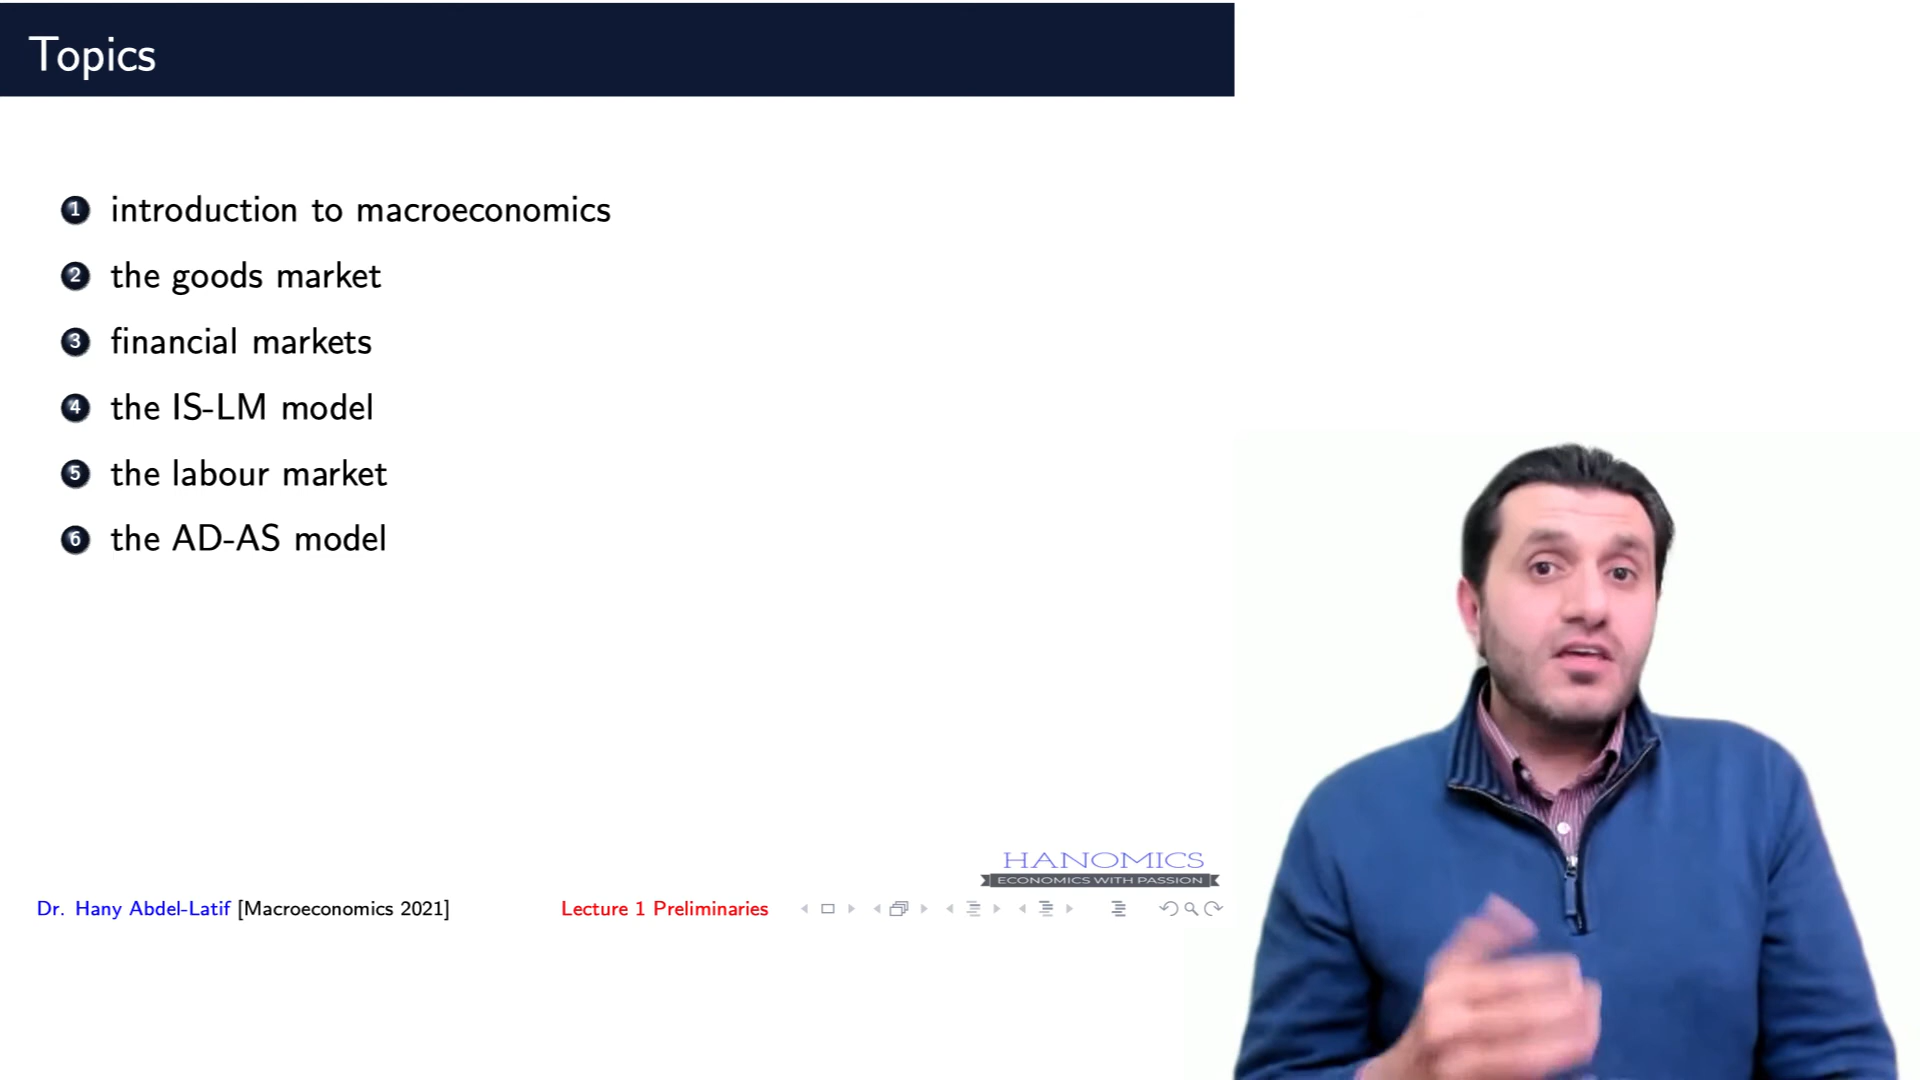 Topics
1 introduction to macroeconomics
2 the goods market
3 financial markets
4 the IS-LM model
5 the labour market
6 the AD-AS model
HANOMICS
ECONOMICS WITH PASSION
Dr. Hany Abdel-Latif [Macroeconomics 2021] Lecture 1 Preliminaries